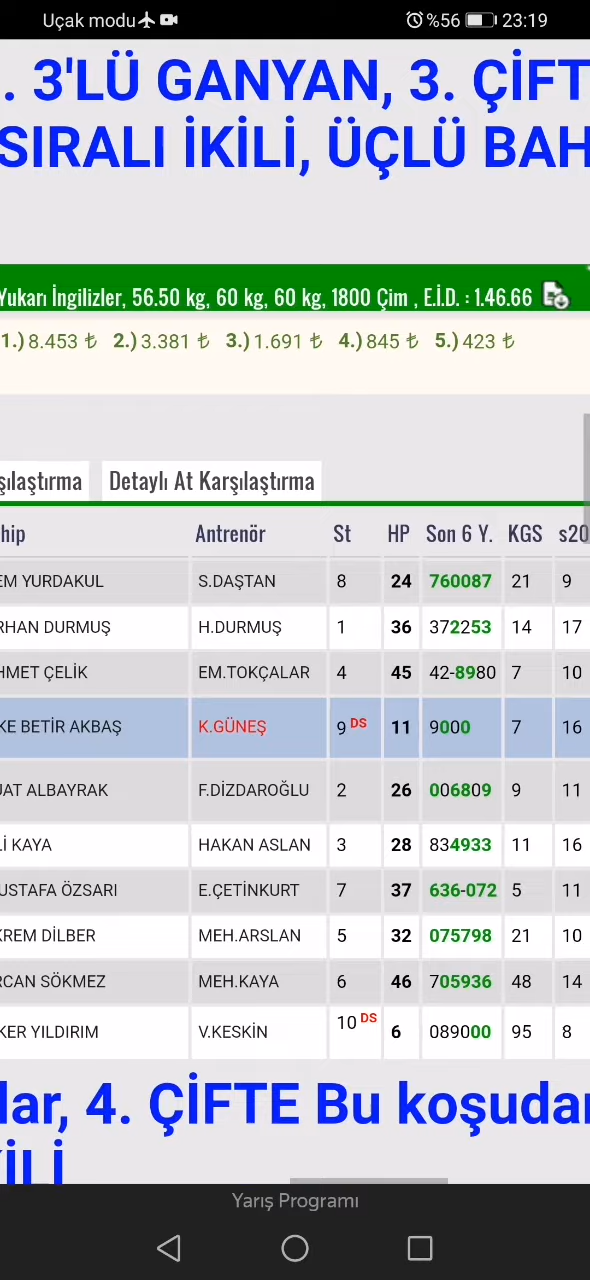 Uçak modu %56 23:19
. 3'LÜ GANYAN, 3. ÇİFT
SIRALI İKİLİ, ÜÇLÜ BAH
Yukarı İngilizler, 56.50 kg, 60 kg, 60 kg, 1800 Çim , E.İ.D. : 1.46.66
1.) 8.453 ₺ 2.) 3.381 ₺ 3.) 1.691 ₺ 4.) 845 ₺ 5.) 423 ₺
şılaştırma Detaylı At Karşılaştırma
hip Antrenör St HP Son 6 Y. KGS s20
EM YURDAKUL S.DAŞTAN 8 24 760087 21 9
RHAN DURMUŞ H.DURMUŞ 1 36 372253 14 17
HMET ÇELİK EM.TOKÇALAR 4 45 42-8980 7 10
KE BETİR AKBAŞ K.GÜNEŞ 9 DS 11 9000 7 16
UAT ALBAYRAK F.DİZDAROĞLU 2 26 006809 9 11
Lİ KAYA HAKAN ASLAN 3 28 834933 11 16
USTAFA ÖZSARI E.ÇETİNKURT 7 37 636-072 5 11
KREM DİLBER MEH.ARSLAN 5 32 075798 21 10
RCAN SÖKMEZ MEH.KAYA 6 46 705936 48 14
KER YILDIRIM V.KESKİN 10 DS 6 089000 95 8
lar, 4. ÇİFTE Bu koşudan
İLİ
Yarış Programı